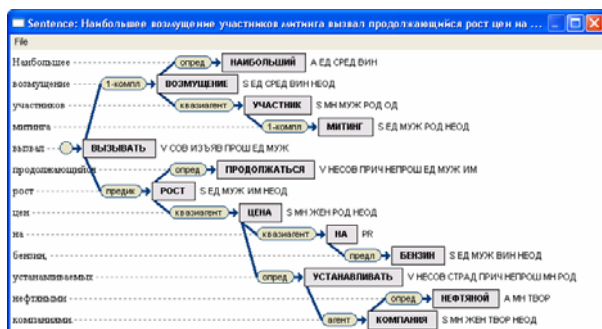 Sentence: Наибольшее возмущение участников митинга вызвал продолжающийся рост цен на ...
File
Наибольшее опред НАИБОЛЬШИЙ A ЕД СРЕД ВИН
возмущение 1-компл ВОЗМУЩЕНИЕ S ЕД СРЕД ВИН НЕОД
участников квазиагент УЧАСТНИК S МН МУЖ РОД ОД
митинга 1-компл МИТИНГ S ЕД МУЖ РОД НЕОД
вызвал ВЫЗЫВАТЬ V СОВ ИЗЪЯВ ПРОШ ЕД МУЖ
продолжающийся опред ПРОДОЛЖАТЬСЯ V НЕСОВ ПРИЧ НЕПРОШ ЕД МУЖ ИМ
рост предик РОСТ S ЕД МУЖ ИМ НЕОД
цен квазиагент ЦЕНА S МН ЖЕН РОД НЕОД
на квазиагент НА PR
бензин, предл БЕНЗИН S ЕД МУЖ ВИН НЕОД
устанавливаемых опред УСТАНАВЛИВАТЬ V НЕСОВ СТРАД ПРИЧ НЕПРОШ МН РОД
нефтяными опред НЕФТЯНОЙ A МН ТВОР
компаниями. агент КОМПАНИЯ S МН ЖЕН ТВОР НЕОД